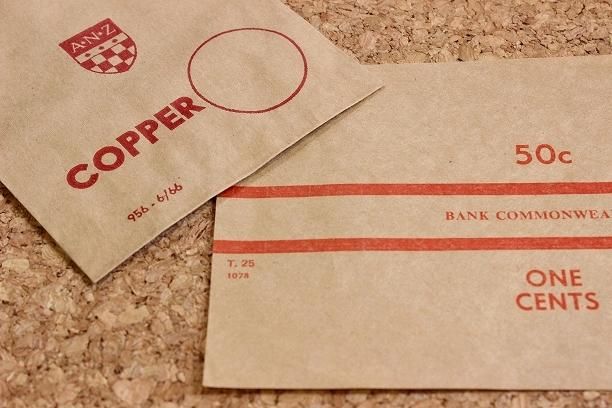 A·N·Z
COPPER
956 - 6/66
50c
BANK COMMONWEA
T. 25
1078
ONE
CENTS